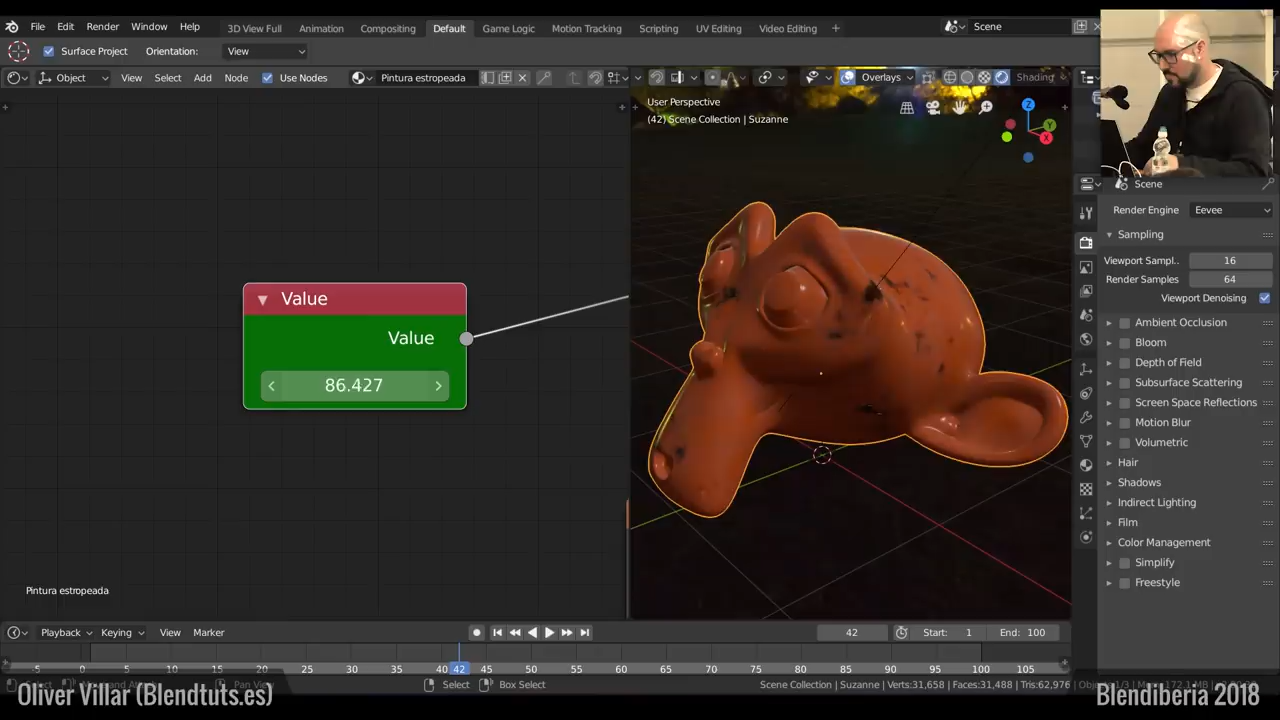 File Edit Render Window Help
3D View Full Animation Compositing Default Game Logic Motion Tracking Scripting UV Editing Video Editing +
Scene
Surface Project Orientation: View
Object View Select Add Node Use Nodes Pintura estropeada
Overlays Shading
User Perspective
(42) Scene Collection | Suzanne
Z
Y
X
Value
Value
86.427
Pintura estropeada
Scene
Render Engine Eevee
Sampling
Viewport Sampl.. 16
Render Samples 64
Viewport Denoising
Ambient Occlusion
Bloom
Depth of Field
Subsurface Scattering
Screen Space Reflections
Motion Blur
Volumetric
Hair
Shadows
Indirect Lighting
Film
Color Management
Simplify
Freestyle
Playback Keying View Marker 42 Start: 1 End: 100
-5 0 5 10 15 20 25 30 35 40 42 45 50 55 60 65 70 75 80 85 90 95 100 105
Select Box Select Scene Collection | Suzanne | Verts:31,658 | Faces:31,488 | Tris:62,976
Oliver Villar (Blendtuts.es)
Blendiberia 2018